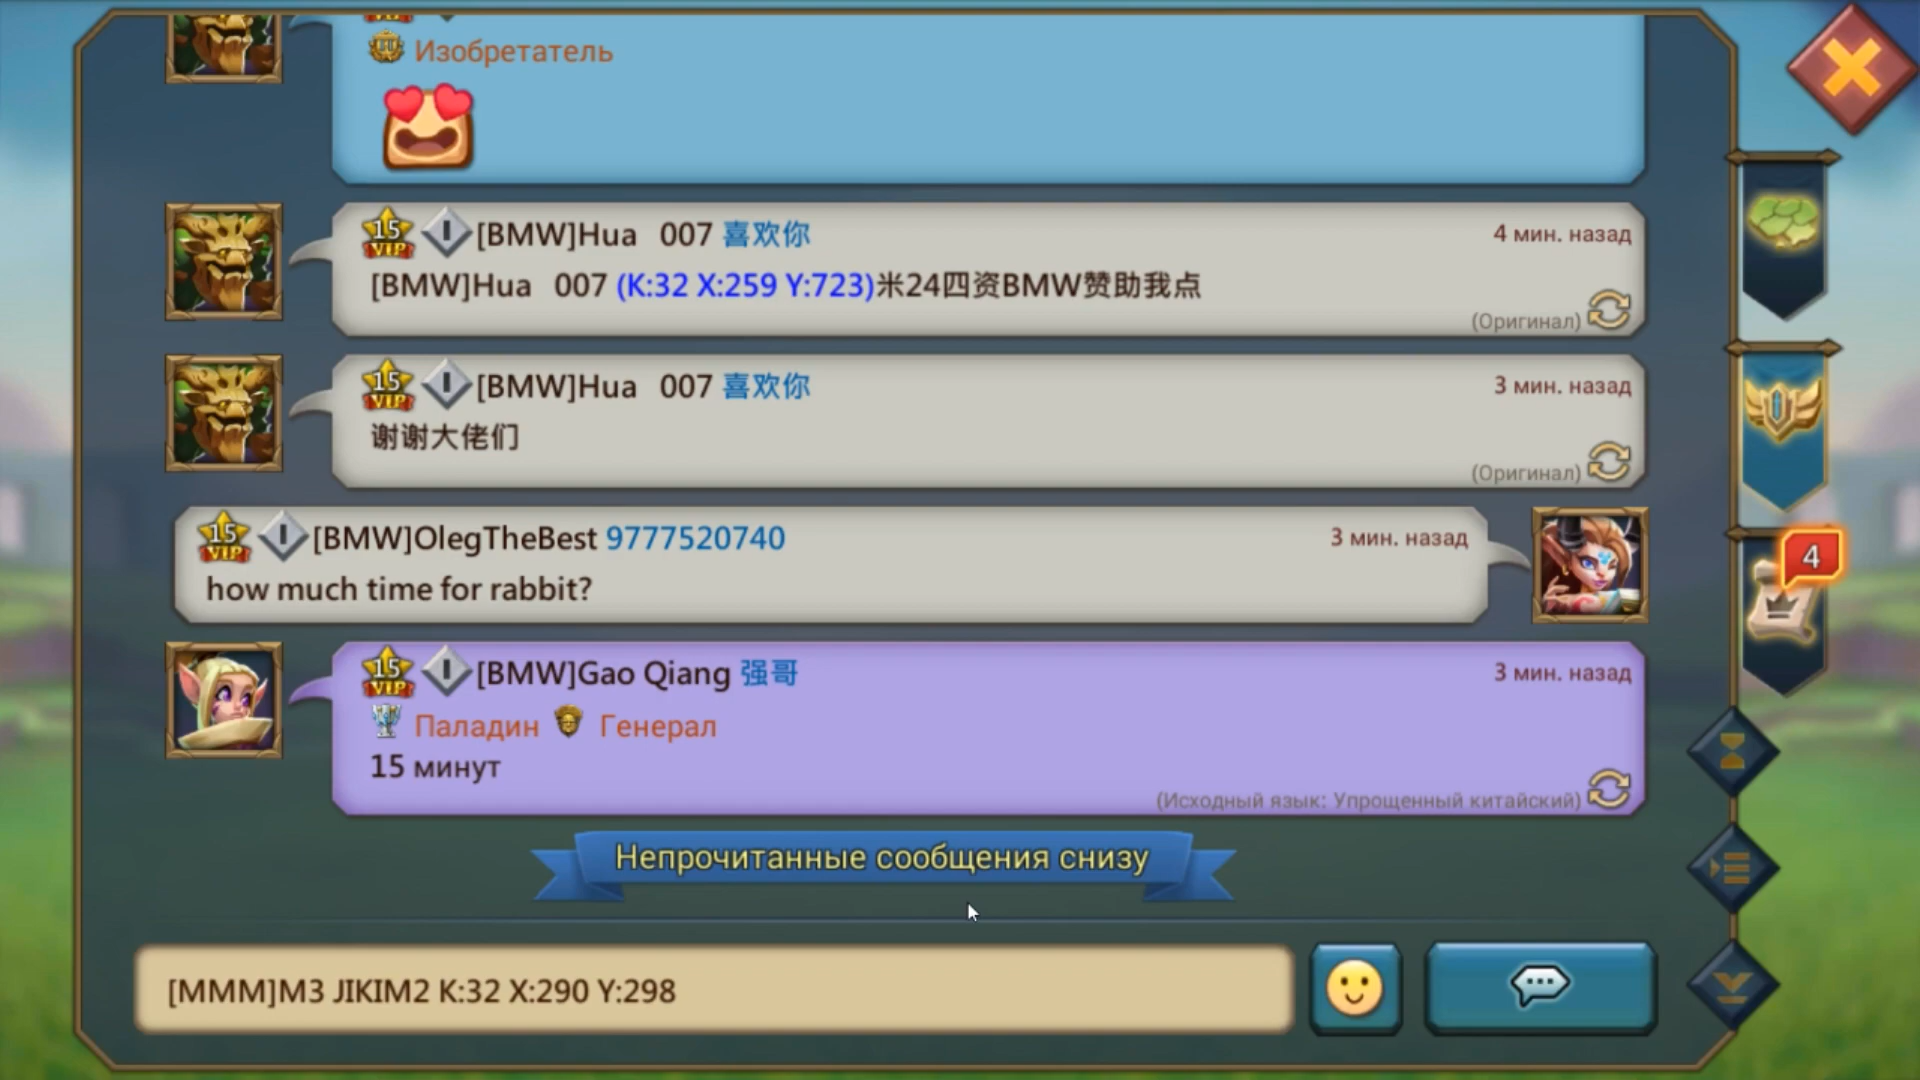 Изобретатель
15 VIP [BMW]Hua 007 喜欢你 4 мин. назад
[BMW]Hua 007 (K:32 X:259 Y:723)米24四资BMW赞助我点
(Оригинал)
15 VIP [BMW]Hua 007 喜欢你 3 мин. назад
谢谢大佬们
(Оригинал)
15 VIP [BMW]OlegTheBest 9777520740 3 мин. назад
how much time for rabbit?
4
15 VIP [BMW]Gao Qiang 强哥 3 мин. назад
Паладин Генерал
15 минут
(Исходный язык: Упрощенный китайский)
Непрочитанные сообщения снизу
[MMM]M3 JIKIM2 K:32 X:290 Y:298